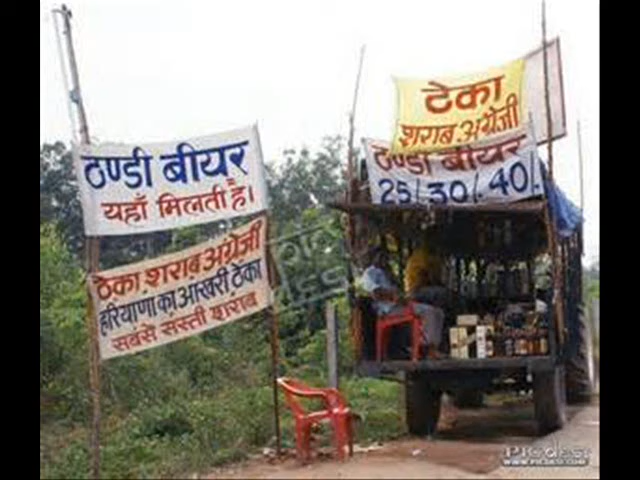 ठण्डी बीयर
यहाँ मिलती है।
ठेका शराब अंग्रेजी
हरियाणा का आखरी ठेका
सबसे सस्ती शराब
ठेका
शराब अंग्रेजी
ठण्डी बीयर
25/.30/.40/.